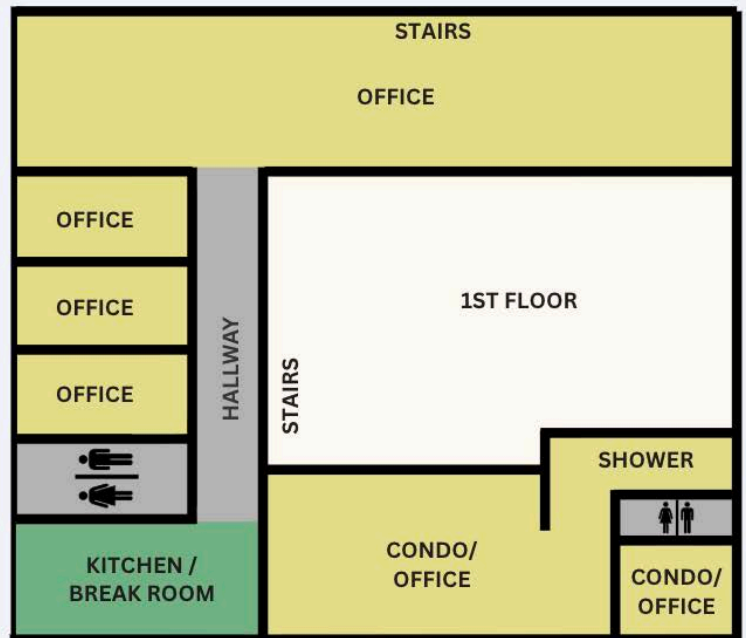 STAIRS
OFFICE
OFFICE
1ST FLOOR
OFFICE
HALLWAY
STAIRS
OFFICE
SHOWER
KITCHEN /
BREAK ROOM
CONDO/
OFFICE
CONDO/
OFFICE